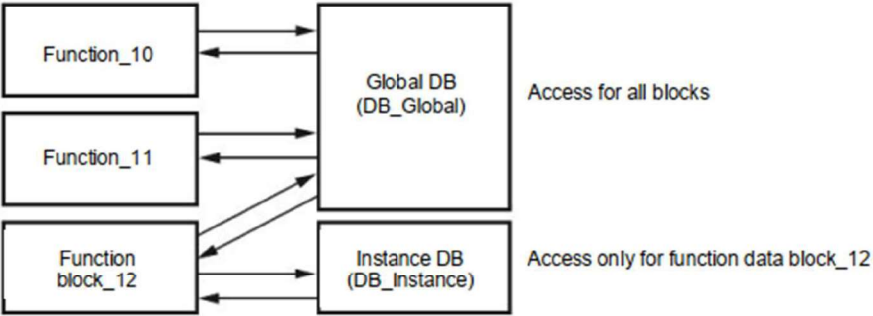 Function_10
Global DB
(DB_Global)
Access for all blocks
Function_11
Function
block_12
Instance DB
(DB_Instance)
Access only for function data block_12